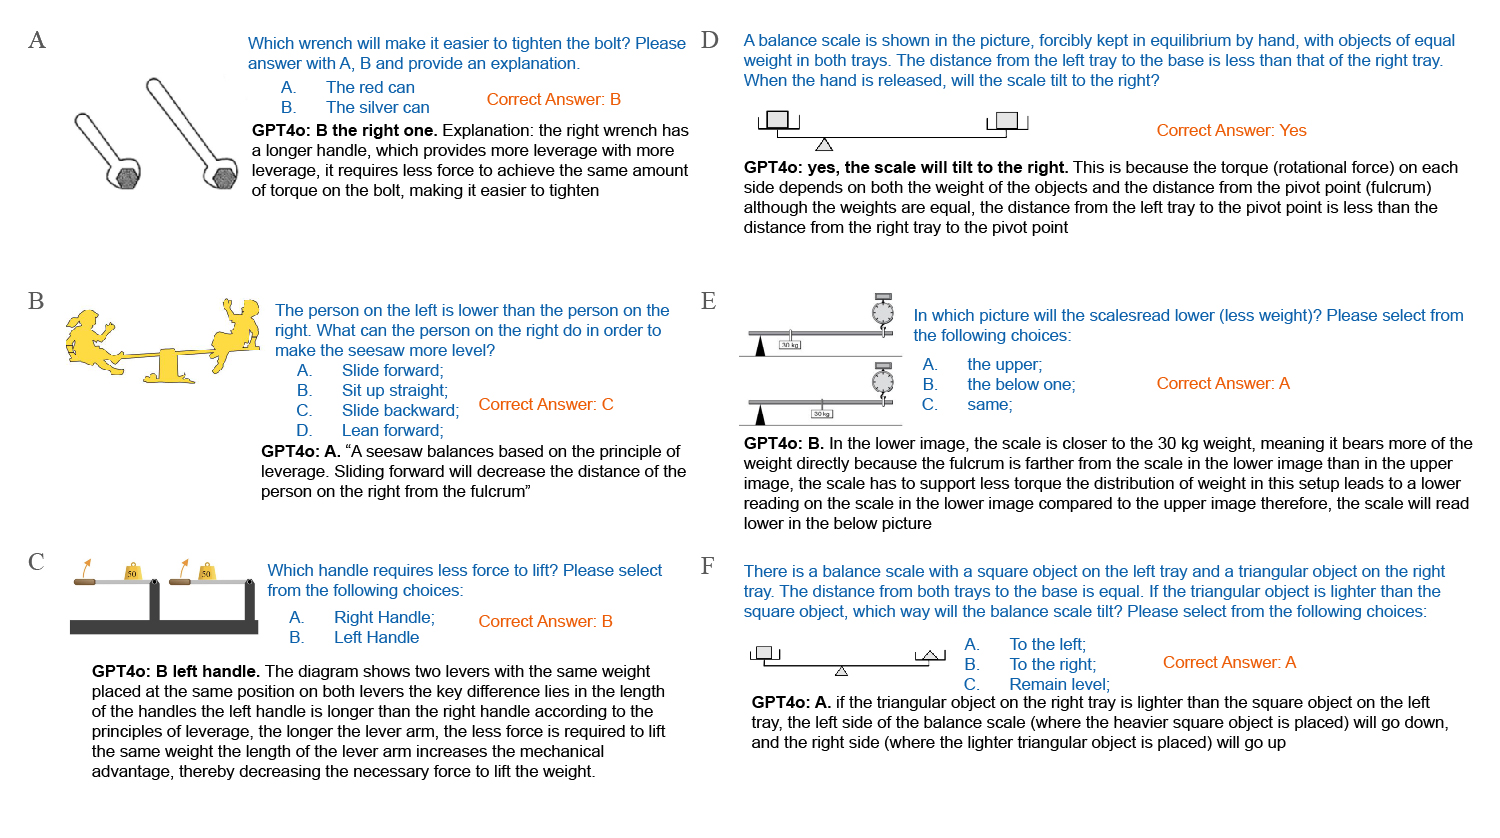 A
Which wrench will make it easier to tighten the bolt? Please
answer with A, B and provide an explanation.
A. The red can
B. The silver can
Correct Answer: B
GPT4o: B the right one. Explanation: the right wrench has
a longer handle, which provides more leverage with more
leverage, it requires less force to achieve the same amount
of torque on the bolt, making it easier to tighten
B
The person on the left is lower than the person on the
right. What can the person on the right do in order to
make the seesaw more level?
A. Slide forward;
B. Sit up straight;
C. Slide backward;
D. Lean forward;
Correct Answer: C
GPT4o: A. “A seesaw balances based on the principle of
leverage. Sliding forward will decrease the distance of the
person on the right from the fulcrum”
C
50
50
Which handle requires less force to lift? Please select
from the following choices:
A. Right Handle;
B. Left Handle
Correct Answer: B
GPT4o: B left handle. The diagram shows two levers with the same weight
placed at the same position on both levers the key difference lies in the length
of the handles the left handle is longer than the right handle according to the
principles of leverage, the longer the lever arm, the less force is required to lift
the same weight the length of the lever arm increases the mechanical
advantage, thereby decreasing the necessary force to lift the weight.
D
A balance scale is shown in the picture, forcibly kept in equilibrium by hand, with objects of equal
weight in both trays. The distance from the left tray to the base is less than that of the right tray.
When the hand is released, will the scale tilt to the right?
Correct Answer: Yes
GPT4o: yes, the scale will tilt to the right. This is because the torque (rotational force) on each
side depends on both the weight of the objects and the distance from the pivot point (fulcrum)
although the weights are equal, the distance from the left tray to the pivot point is less than the
distance from the right tray to the pivot point
E
30 kg
30 kg
In which picture will the scalesread lower (less weight)? Please select from
the following choices:
A. the upper;
B. the below one;
C. same;
Correct Answer: A
GPT4o: B. In the lower image, the scale is closer to the 30 kg weight, meaning it bears more of the
weight directly because the fulcrum is farther from the scale in the lower image than in the upper
image, the scale has to support less torque the distribution of weight in this setup leads to a lower
reading on the scale in the lower image compared to the upper image therefore, the scale will read
lower in the below picture
F
There is a balance scale with a square object on the left tray and a triangular object on the right
tray. The distance from both trays to the base is equal. If the triangular object is lighter than the
square object, which way will the balance scale tilt? Please select from the following choices:
A. To the left;
B. To the right;
C. Remain level;
Correct Answer: A
GPT4o: A. if the triangular object on the right tray is lighter than the square object on the left
tray, the left side of the balance scale (where the heavier square object is placed) will go down,
and the right side (where the lighter triangular object is placed) will go up